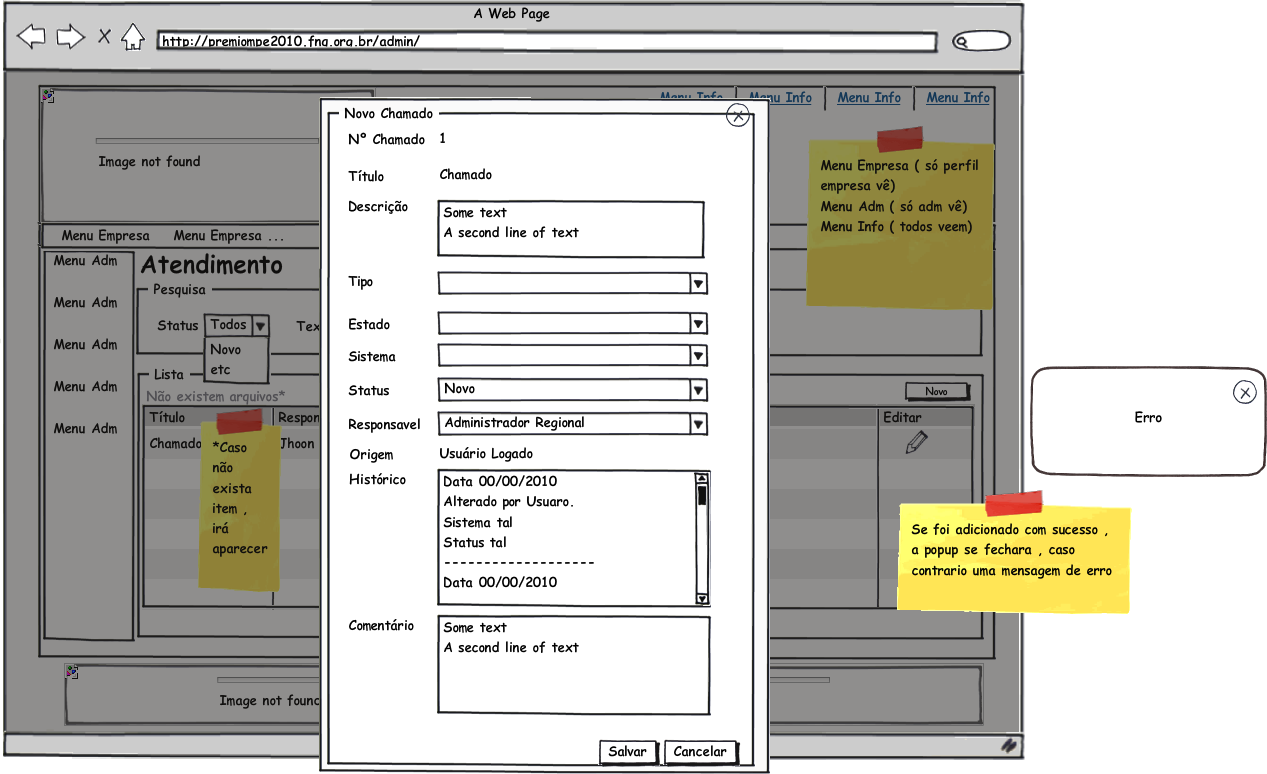 A Web Page
http://premiompe2010.fnq.org.br/admin/
Menu Info
Menu Info
Menu Info
Menu Info
Image not found
Menu Empresa ( só perfil
empresa vê)
Menu Adm ( só adm vê)
Menu Info ( todos veem)
Menu Empresa
Menu Empresa ...
Menu Adm
Menu Adm
Menu Adm
Menu Adm
Menu Adm
Atendimento
Pesquisa
Status
Todos
Tex
Novo
etc
Lista
Não existem arquivos*
Novo
Título
Respon
Editar
Chamado
Jhoon
*Caso
não
exista
item ,
irá
aparecer
Image not found
Novo Chamado
Nº Chamado 1
Título Chamado
Descrição
Some text
A second line of text
Tipo
Estado
Sistema
Status Novo
Responsavel Administrador Regional
Origem Usuário Logado
Histórico
Data 00/00/2010
Alterado por Usuaro.
Sistema tal
Status tal
---------------------
Data 00/00/2010
Comentário
Some text
A second line of text
Salvar
Cancelar
Erro
Se foi adicionado com sucesso ,
a popup se fechara , caso
contrario uma mensagem de erro